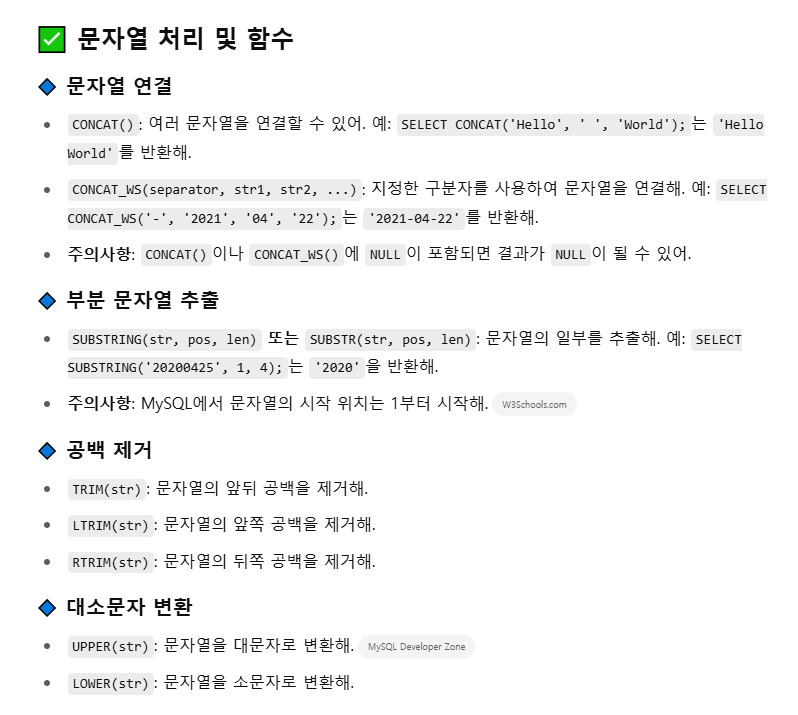 ✅ 문자열 처리 및 함수
🔷 문자열 연결
• CONCAT(): 여러 문자열을 연결할 수 있어. 예: SELECT CONCAT('Hello', ' ', 'World');는 'Hello
World'를 반환해.
• CONCAT_WS(separator, str1, str2, ...): 지정한 구분자를 사용하여 문자열을 연결해. 예: SELECT
CONCAT_WS('-', '2021', '04', '22');는 '2021-04-22'를 반환해.
• 주의사항: CONCAT()이나 CONCAT_WS()에 NULL이 포함되면 결과가 NULL이 될 수 있어.
🔷 부분 문자열 추출
• SUBSTRING(str, pos, len) 또는 SUBSTR(str, pos, len): 문자열의 일부를 추출해. 예: SELECT
SUBSTRING('20200425', 1, 4);는 '2020'을 반환해.
• 주의사항: MySQL에서 문자열의 시작 위치는 1부터 시작해. W3Schools.com
🔷 공백 제거
• TRIM(str): 문자열의 앞뒤 공백을 제거해.
• LTRIM(str): 문자열의 앞쪽 공백을 제거해.
• RTRIM(str): 문자열의 뒤쪽 공백을 제거해.
🔷 대소문자 변환
• UPPER(str): 문자열을 대문자로 변환해. MySQL Developer Zone
• LOWER(str): 문자열을 소문자로 변환해.